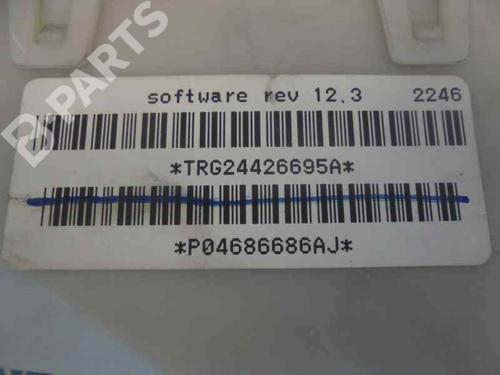 B-PARTS
software rev 12.3 2246
*TRG24426695A*
*P04686686AJ*